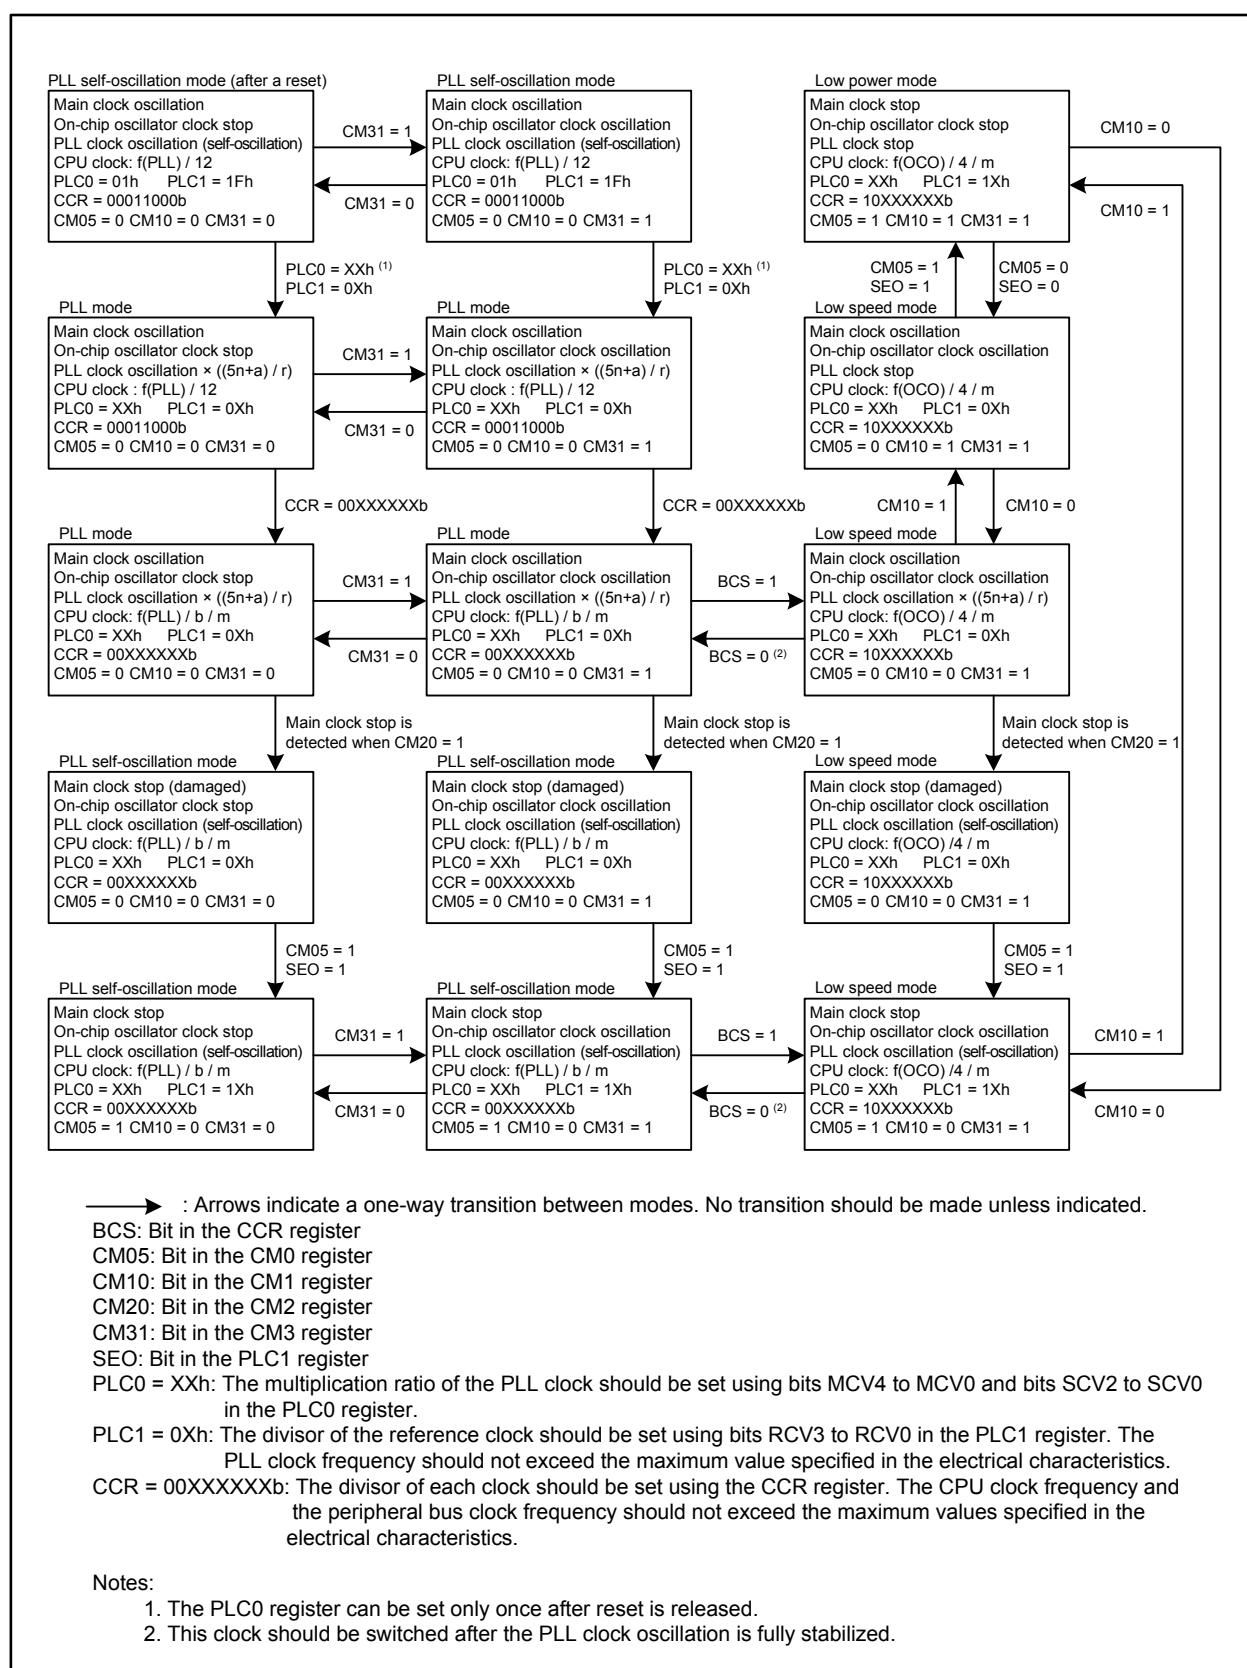 PLL self-oscillation mode (after a reset)
Main clock oscillation
On-chip oscillator clock stop
PLL clock oscillation (self-oscillation)
CPU clock: f(PLL) / 12
PLC0 = 01h PLC1 = 1Fh
CCR = 00011000b
CM05 = 0 CM10 = 0 CM31 = 0
CM31 = 1
CM31 = 0
PLL self-oscillation mode
Main clock oscillation
On-chip oscillator clock oscillation
PLL clock oscillation (self-oscillation)
CPU clock: f(PLL) / 12
PLC0 = 01h PLC1 = 1Fh
CCR = 00011000b
CM05 = 0 CM10 = 0 CM31 = 1
Low power mode
Main clock stop
On-chip oscillator clock stop
PLL clock stop
CPU clock: f(OCO) / 4 / m
PLC0 = XXh PLC1 = 1Xh
CCR = 10XXXXXXb
CM05 = 1 CM10 = 1 CM31 = 1
CM10 = 0
CM10 = 1
PLC0 = XXh (1)
PLC1 = 0Xh
PLC0 = XXh (1)
PLC1 = 0Xh
CM05 = 1
SEO = 1
CM05 = 0
SEO = 0
PLL mode
Main clock oscillation
On-chip oscillator clock stop
PLL clock oscillation × ((5n+a) / r)
CPU clock : f(PLL) / 12
PLC0 = XXh PLC1 = 0Xh
CCR = 00011000b
CM05 = 0 CM10 = 0 CM31 = 0
CM31 = 1
CM31 = 0
PLL mode
Main clock oscillation
On-chip oscillator clock oscillation
PLL clock oscillation × ((5n+a) / r)
CPU clock : f(PLL) / 12
PLC0 = XXh PLC1 = 0Xh
CCR = 00011000b
CM05 = 0 CM10 = 0 CM31 = 1
Low speed mode
Main clock oscillation
On-chip oscillator clock oscillation
PLL clock stop
CPU clock: f(OCO) / 4 / m
PLC0 = XXh PLC1 = 0Xh
CCR = 10XXXXXXb
CM05 = 0 CM10 = 1 CM31 = 1
CCR = 00XXXXXXb
CCR = 00XXXXXXb
CM10 = 1
CM10 = 0
PLL mode
Main clock oscillation
On-chip oscillator clock stop
PLL clock oscillation × ((5n+a) / r)
CPU clock: f(PLL) / b / m
PLC0 = XXh PLC1 = 0Xh
CCR = 00XXXXXXb
CM05 = 0 CM10 = 0 CM31 = 0
CM31 = 1
CM31 = 0
PLL mode
Main clock oscillation
On-chip oscillator clock oscillation
PLL clock oscillation × ((5n+a) / r)
CPU clock: f(PLL) / b / m
PLC0 = XXh PLC1 = 0Xh
CCR = 00XXXXXXb
CM05 = 0 CM10 = 0 CM31 = 1
BCS = 1
BCS = 0 (2)
Low speed mode
Main clock oscillation
On-chip oscillator clock oscillation
PLL clock oscillation × ((5n+a) / r)
CPU clock: f(OCO) / 4 / m
PLC0 = XXh PLC1 = 0Xh
CCR = 10XXXXXXb
CM05 = 0 CM10 = 0 CM31 = 1
Main clock stop is
detected when CM20 = 1
Main clock stop is
detected when CM20 = 1
Main clock stop is
detected when CM20 = 1
PLL self-oscillation mode
Main clock stop (damaged)
On-chip oscillator clock stop
PLL clock oscillation (self-oscillation)
CPU clock: f(PLL) / b / m
PLC0 = XXh PLC1 = 0Xh
CCR = 00XXXXXXb
CM05 = 0 CM10 = 0 CM31 = 0
PLL self-oscillation mode
Main clock stop (damaged)
On-chip oscillator clock oscillation
PLL clock oscillation (self-oscillation)
CPU clock: f(PLL) / b / m
PLC0 = XXh PLC1 = 0Xh
CCR = 00XXXXXXb
CM05 = 0 CM10 = 0 CM31 = 1
Low speed mode
Main clock stop (damaged)
On-chip oscillator clock oscillation
PLL clock oscillation (self-oscillation)
CPU clock: f(OCO) /4 / m
PLC0 = XXh PLC1 = 0Xh
CCR = 10XXXXXXb
CM05 = 0 CM10 = 0 CM31 = 1
CM05 = 1
SEO = 1
CM05 = 1
SEO = 1
CM05 = 1
SEO = 1
PLL self-oscillation mode
Main clock stop
On-chip oscillator clock stop
PLL clock oscillation (self-oscillation)
CPU clock: f(PLL) / b / m
PLC0 = XXh PLC1 = 1Xh
CCR = 00XXXXXXb
CM05 = 1 CM10 = 0 CM31 = 0
CM31 = 1
CM31 = 0
PLL self-oscillation mode
Main clock stop
On-chip oscillator clock oscillation
PLL clock oscillation (self-oscillation)
CPU clock: f(PLL) / b / m
PLC0 = XXh PLC1 = 1Xh
CCR = 00XXXXXXb
CM05 = 1 CM10 = 0 CM31 = 1
BCS = 1
BCS = 0 (2)
Low speed mode
Main clock stop
On-chip oscillator clock oscillation
PLL clock oscillation (self-oscillation)
CPU clock: f(OCO) /4 / m
PLC0 = XXh PLC1 = 1Xh
CCR = 10XXXXXXb
CM05 = 1 CM10 = 0 CM31 = 1
CM10 = 1
CM10 = 0
: Arrows indicate a one-way transition between modes. No transition should be made unless indicated.
BCS: Bit in the CCR register
CM05: Bit in the CM0 register
CM10: Bit in the CM1 register
CM20: Bit in the CM2 register
CM31: Bit in the CM3 register
SEO: Bit in the PLC1 register
PLC0 = XXh: The multiplication ratio of the PLL clock should be set using bits MCV4 to MCV0 and bits SCV2 to SCV0
in the PLC0 register.
PLC1 = 0Xh: The divisor of the reference clock should be set using bits RCV3 to RCV0 in the PLC1 register. The
PLL clock frequency should not exceed the maximum value specified in the electrical characteristics.
CCR = 00XXXXXXb: The divisor of each clock should be set using the CCR register. The CPU clock frequency and
the peripheral bus clock frequency should not exceed the maximum values specified in the
electrical characteristics.
Notes:
1. The PLC0 register can be set only once after reset is released.
2. This clock should be switched after the PLL clock oscillation is fully stabilized.